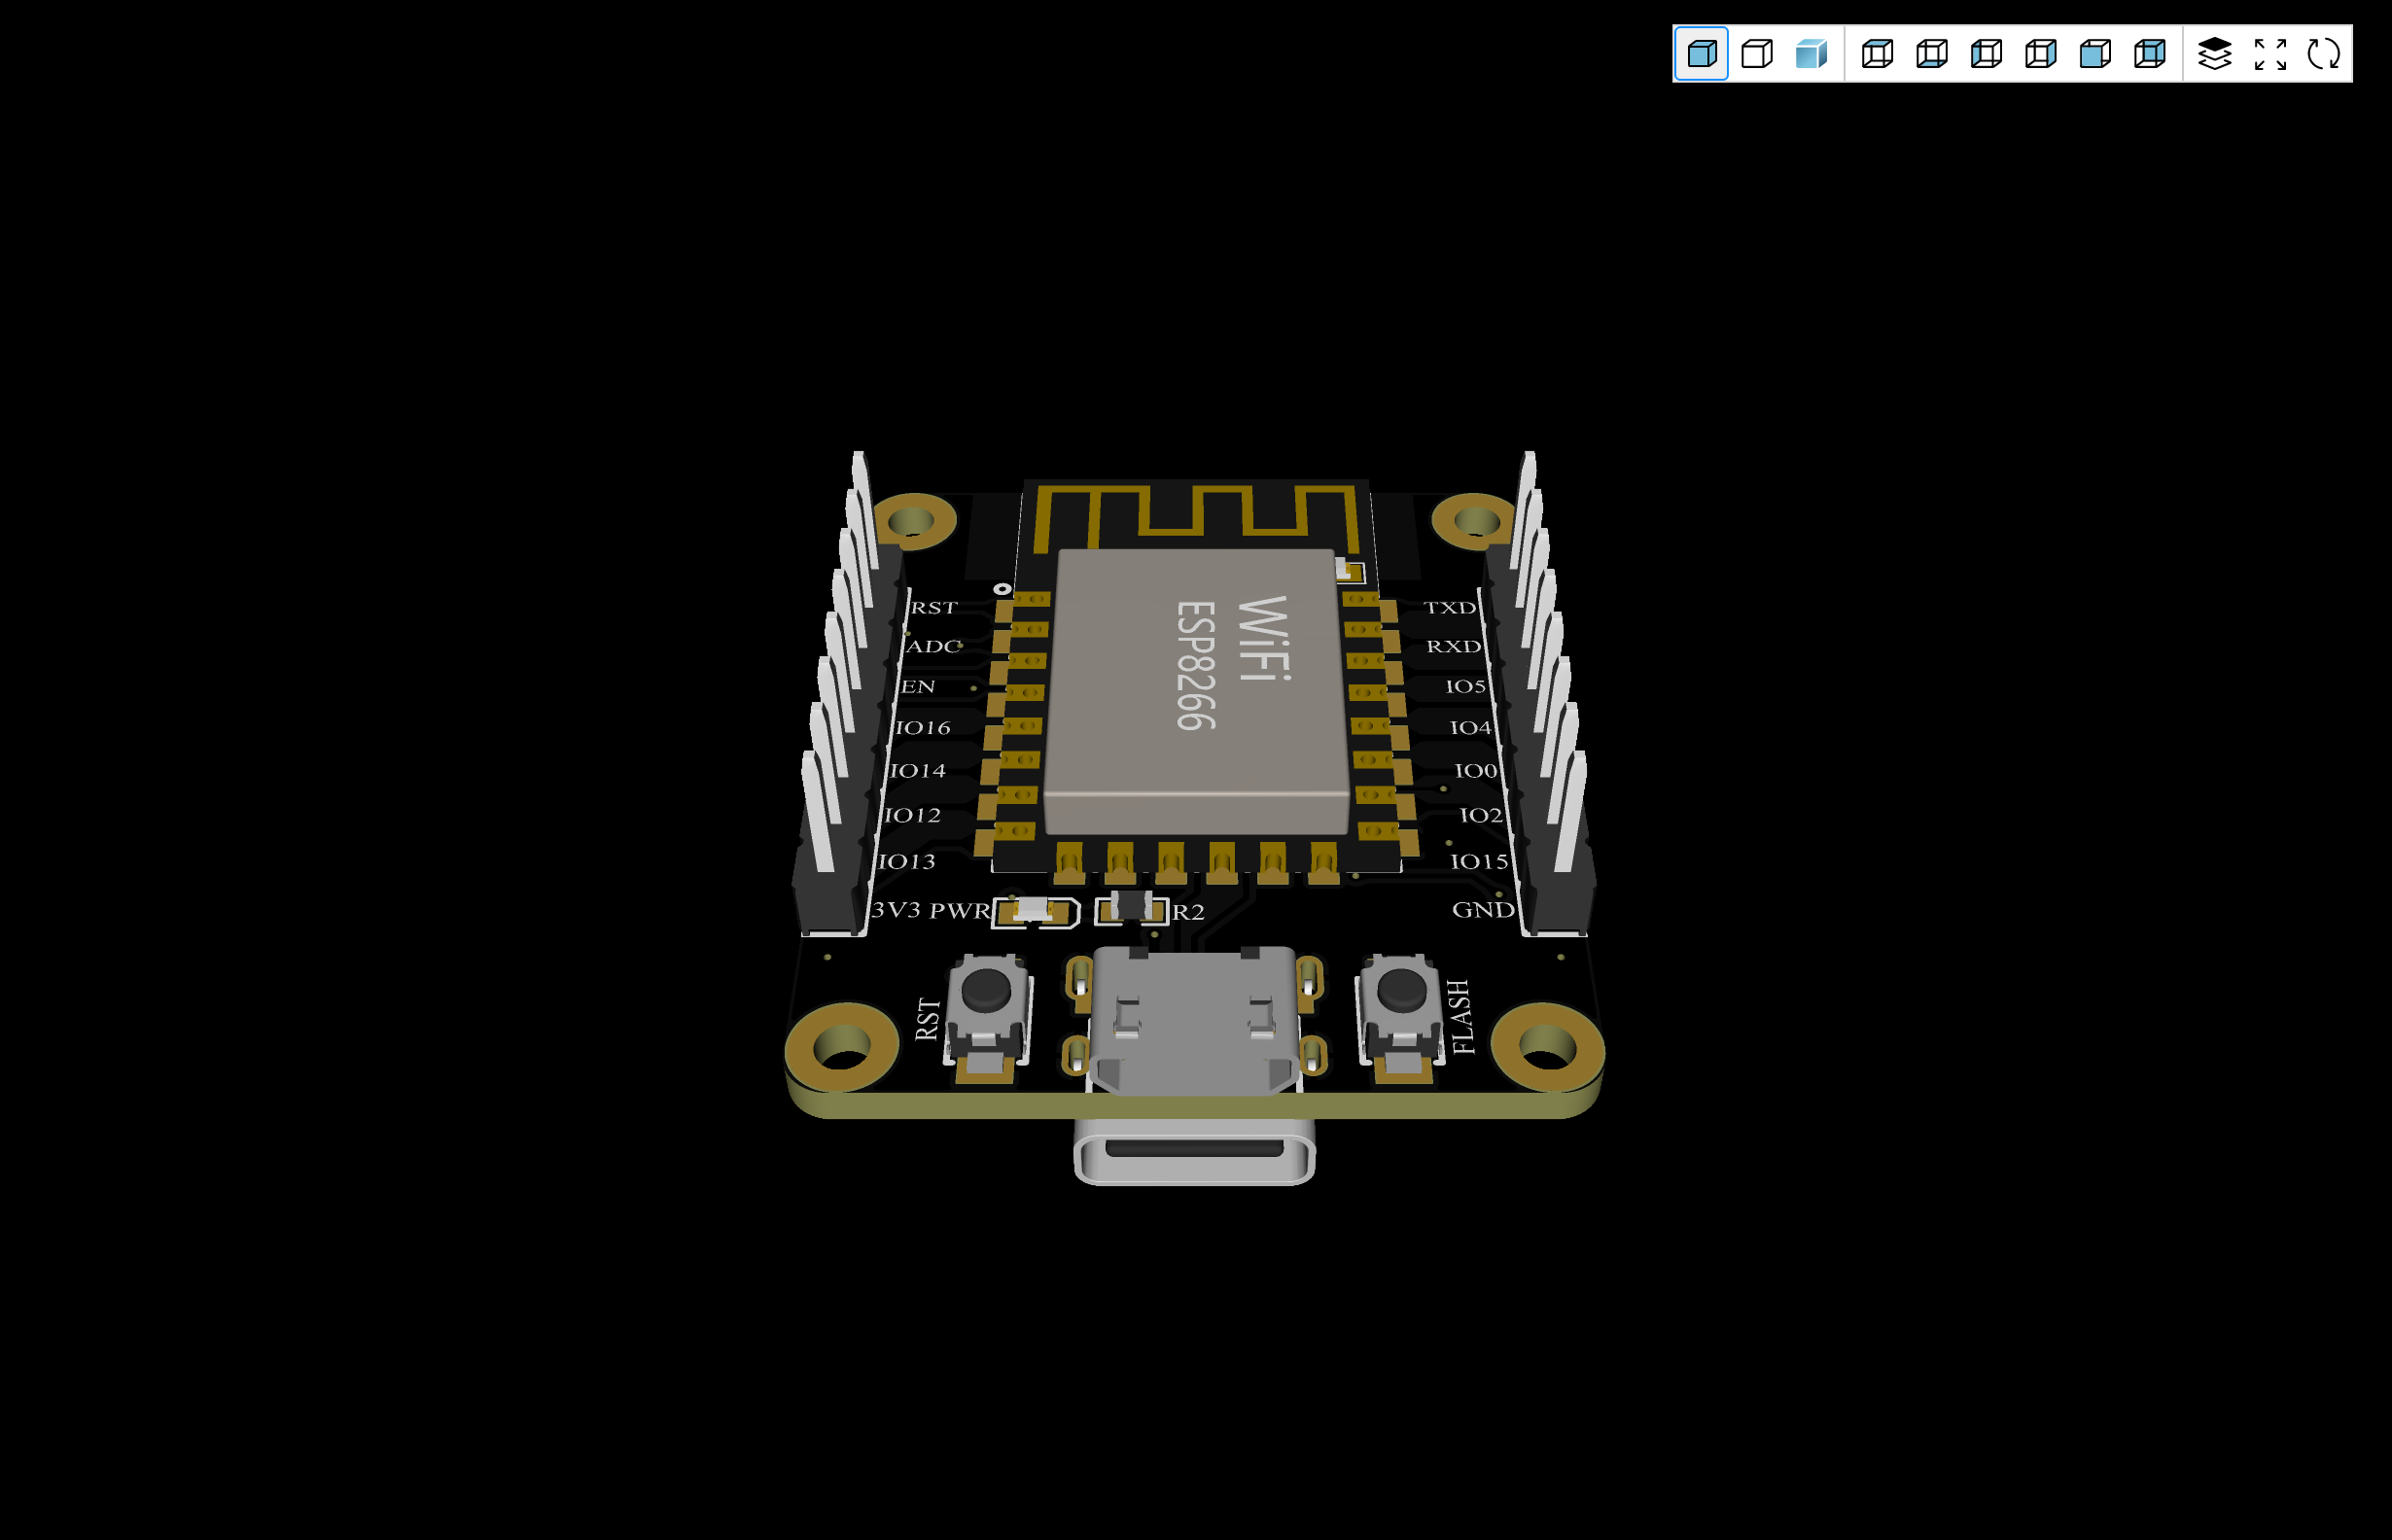 WiFi
ESP8266
RST
ADC
EN
IO16
IO14
IO12
IO13
3V3 PWR
R2
TXD
RXD
IO5
IO4
IO0
IO2
IO15
GND
RST
FLASH